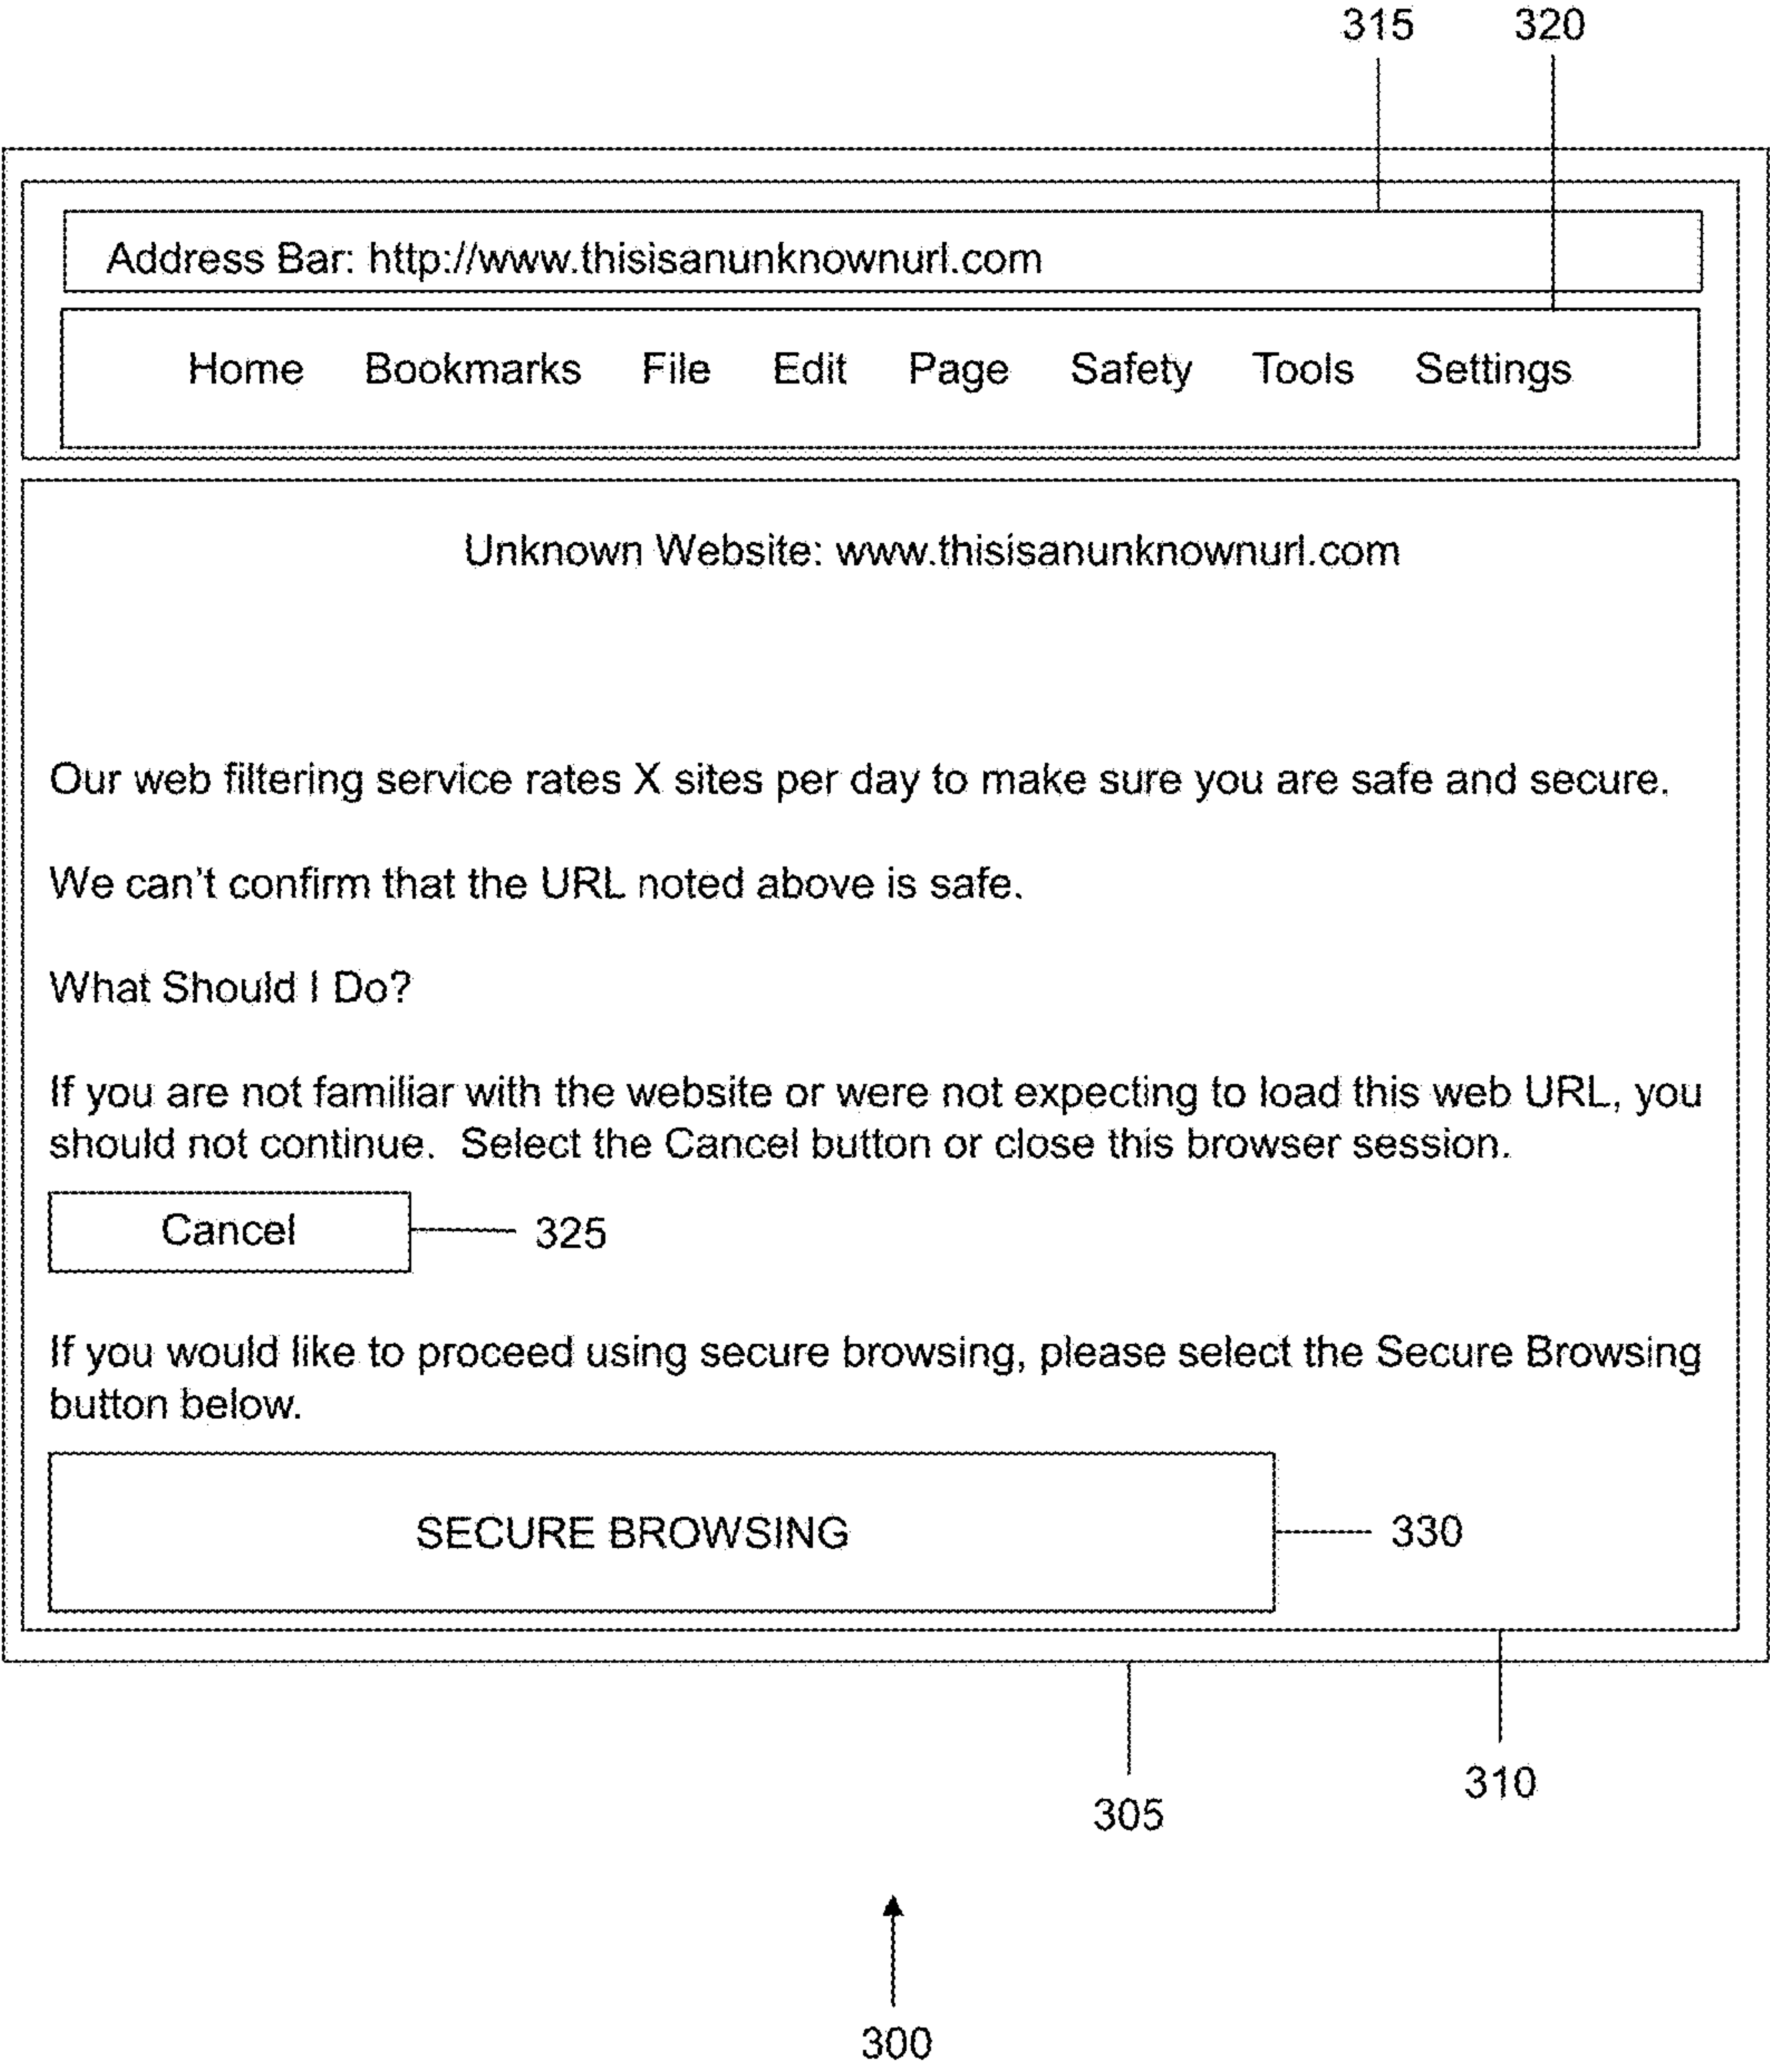 315 320
Address Bar: http://www.thisisanunknownurl.com
Home Bookmarks File Edit Page Safety Tools Settings
Unknown Website: www.thisisanunknownurl.com
Our web filtering service rates X sites per day to make sure you are safe and secure.
We can't confirm that the URL noted above is safe.
What Should I Do?
If you are not familiar with the website or were not expecting to load this web URL, you
should not continue. Select the Cancel button or close this browser session.
Cancel 325
If you would like to proceed using secure browsing, please select the Secure Browsing
button below.
SECURE BROWSING 330
310
305
300